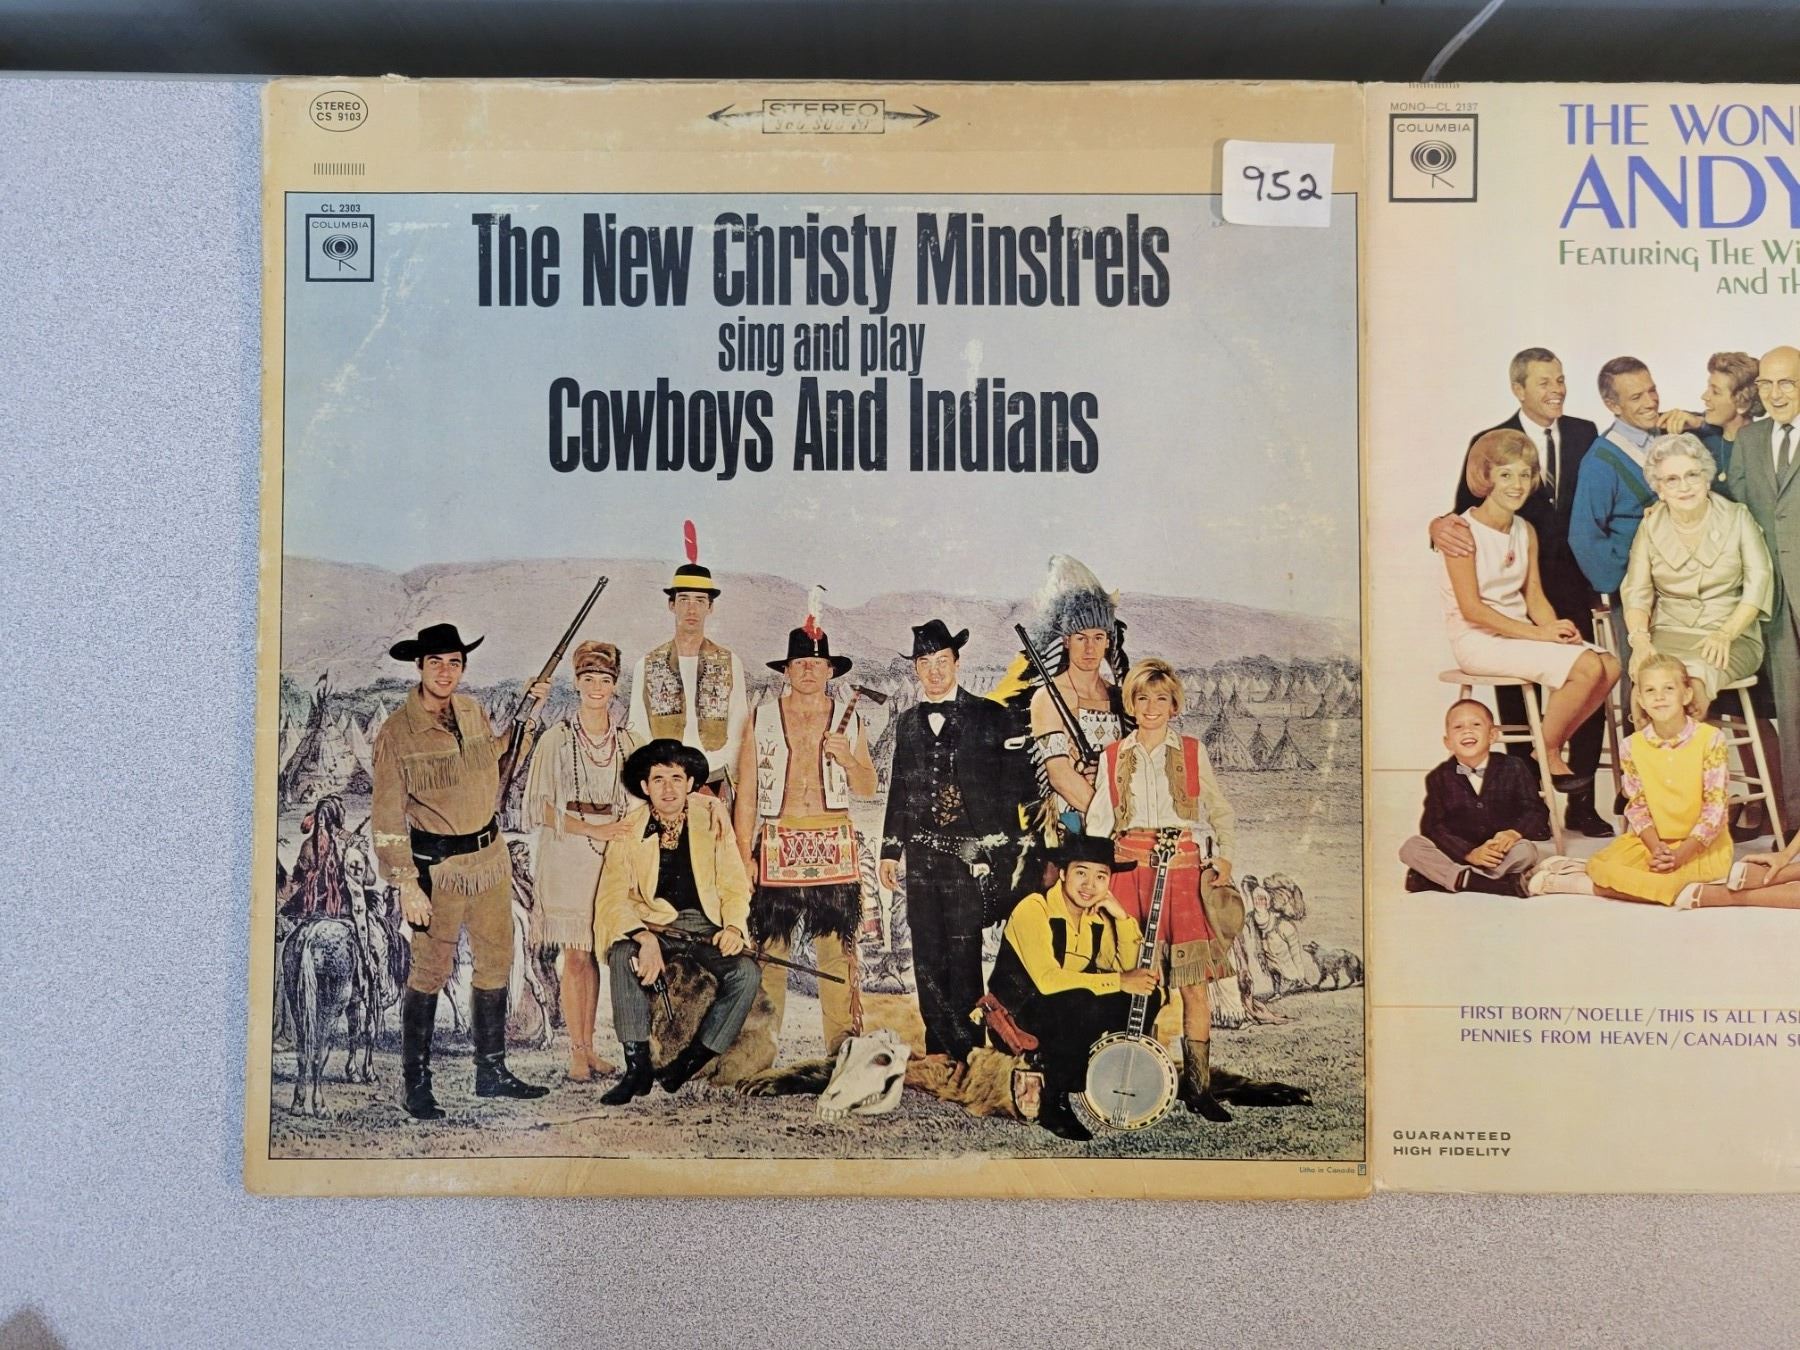 STEREO
CS 9103
STEREO
952
CL 2303
COLUMBIA
The New Christy Minstrels
sing and play
Cowboys And Indians
Litho in Canada
MONO—CL 2137
COLUMBIA
THE WON
ANDY
FEATURING THE WI
AND TH
FIRST BORN/NOELLE/THIS IS ALL I AS
PENNIES FROM HEAVEN/CANADIAN SU
GUARANTEED
HIGH FIDELITY